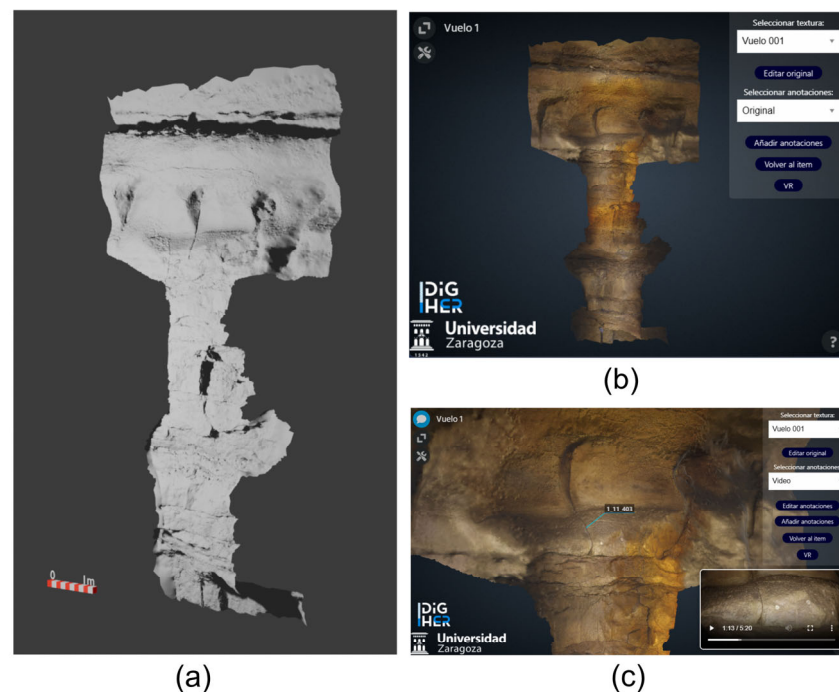 0 1m
(a)
Vuelo 1
Seleccionar textura:
Vuelo 001
Editar original
Seleccionar anotaciones:
Original
Añadir anotaciones
Volver al item
VR
DiG
HER
Universidad
Zaragoza
1542
?
(b)
Vuelo 1
Seleccionar textura:
Vuelo 001
Editar original
Seleccionar anotaciones:
Video
Editar anotaciones
Añadir anotaciones
Volver al item
VR
1_11_403
1:13 / 5:20
DiG
HER
Universidad
Zaragoza
(c)